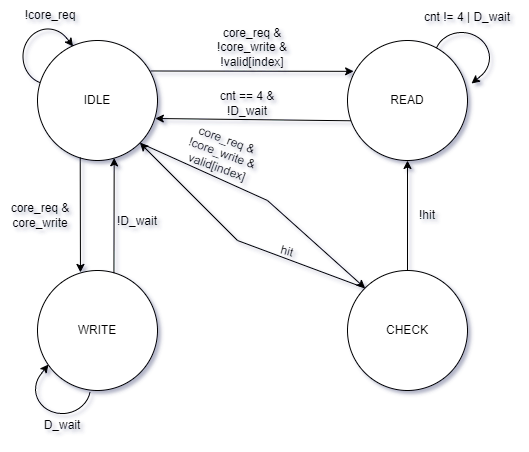 !core_req
core_req &
!core_write &
!valid[index]
cnt != 4 | D_wait
IDLE
READ
cnt == 4 &
!D_wait
core_req &
!core_write &
valid[index]
core_req &
core_write
!D_wait
hit
!hit
WRITE
CHECK
D_wait